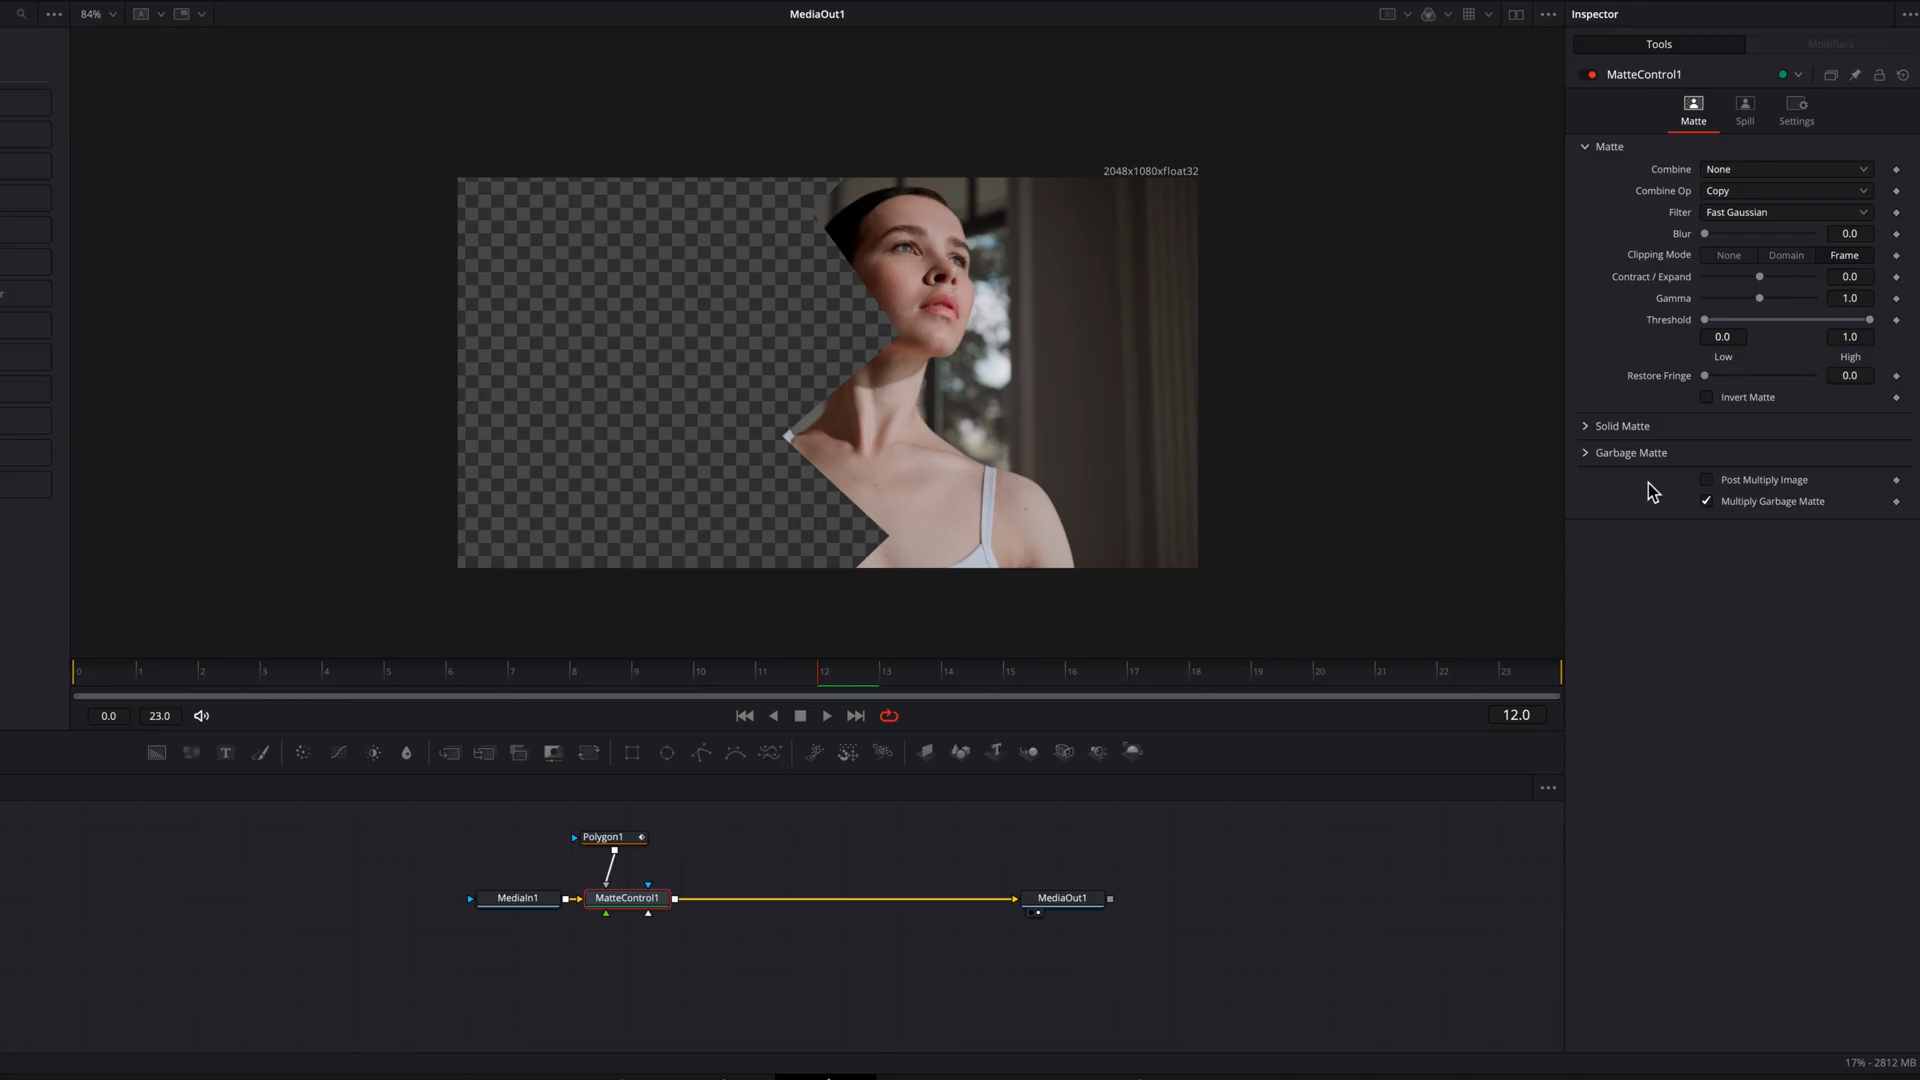 84%
A
MediaOut1
Inspector
Tools
Modifiers
MatteControl1
Matte
Spill
Settings
Matte
2048x1080xfloat32
Combine
None
Combine Op
Copy
Filter
Fast Gaussian
Blur
0.0
Clipping Mode
None
Domain
Frame
Contract / Expand
0.0
Gamma
1.0
Threshold
0.0
1.0
Low
High
Restore Fringe
0.0
Invert Matte
Solid Matte
Garbage Matte
Post Multiply Image
Multiply Garbage Matte
r
0 1 2 3 4 5 6 7 8 9 10 11 12 13 14 15 16 17 18 19 20 21 22 23
0.0
23.0
12.0
T
T
Polygon1
MediaIn1
MatteControl1
MediaOut1
17% - 2812 MB